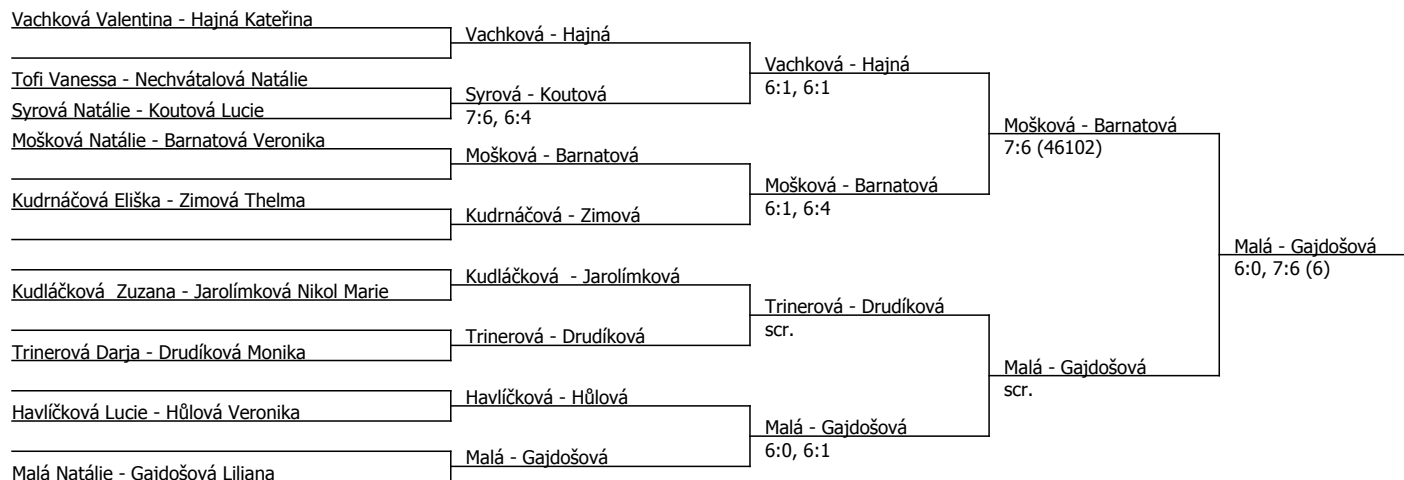 Vachková Valentina - Hajná Kateřina
Tofi Vanessa - Nechvátalová Natálie
Syrová Natálie - Koutová Lucie
Mošková Natálie - Barnatová Veronika
Kudrnáčová Eliška - Zimová Thelma
Kudláčková  Zuzana - Jarolímková Nikol Marie
Trinerová Darja - Drudíková Monika
Havlíčková Lucie - Hůlová Veronika
Malá Natálie - Gajdošová Liliana
Vachková - Hajná
Syrová - Koutová
7:6, 6:4
Mošková - Barnatová
Kudrnáčová - Zimová
Kudláčková  - Jarolímková
Trinerová - Drudíková
Havlíčková - Hůlová
Malá - Gajdošová
Vachková - Hajná
6:1, 6:1
Mošková - Barnatová
6:1, 6:4
Trinerová - Drudíková
scr.
Malá - Gajdošová
6:0, 6:1
Mošková - Barnatová
7:6 (46102)
Malá - Gajdošová
scr.
Malá - Gajdošová
6:0, 7:6 (6)